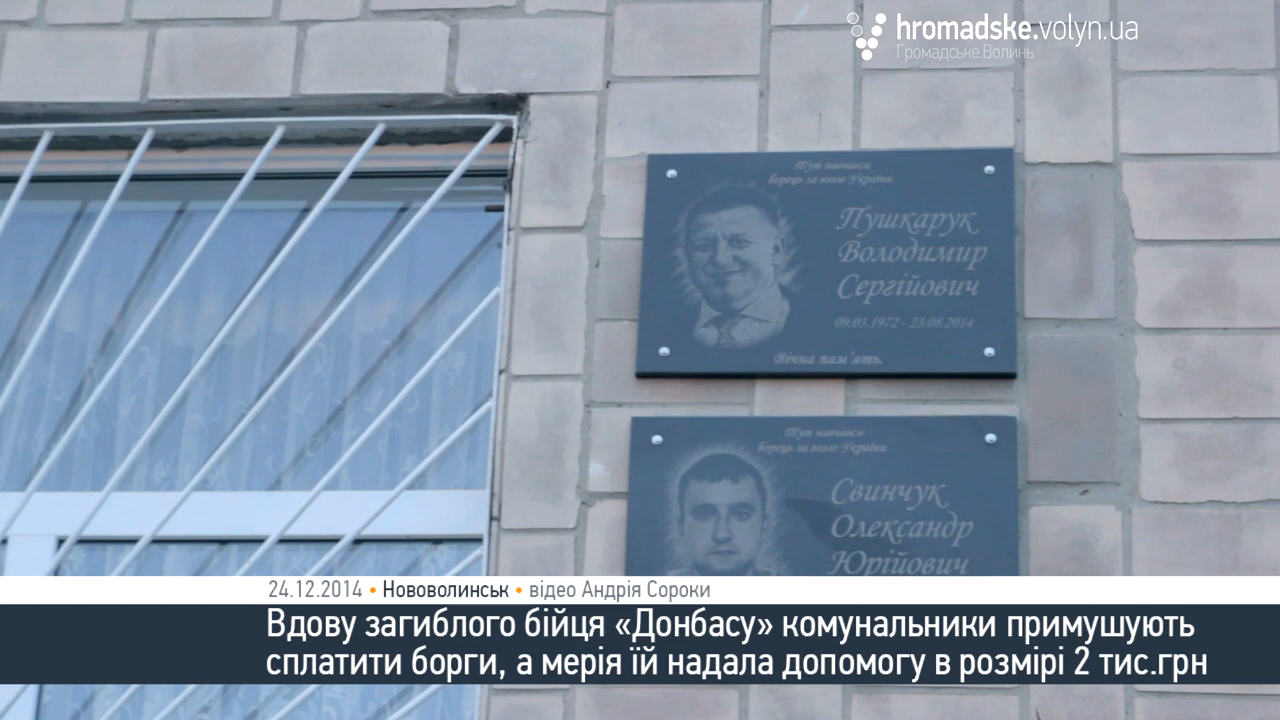 hromadske.volyn.ua
Громадське.Волинь
Тут навчався
борець за волю України
Пушкарук
Володимир
Сергійович
09.03.1972 - 23.08.2014
Вічна пам'ять.
Тут навчався
борець за волю України
Свинчук
Олександр
Юрійович
24.12.2014 • Нововолинськ • відео Андрія Сороки
Вдову загиблого бійця «Донбасу» комунальники примушують
сплатити борги, а мерія їй надала допомогу в розмірі 2 тис.грн